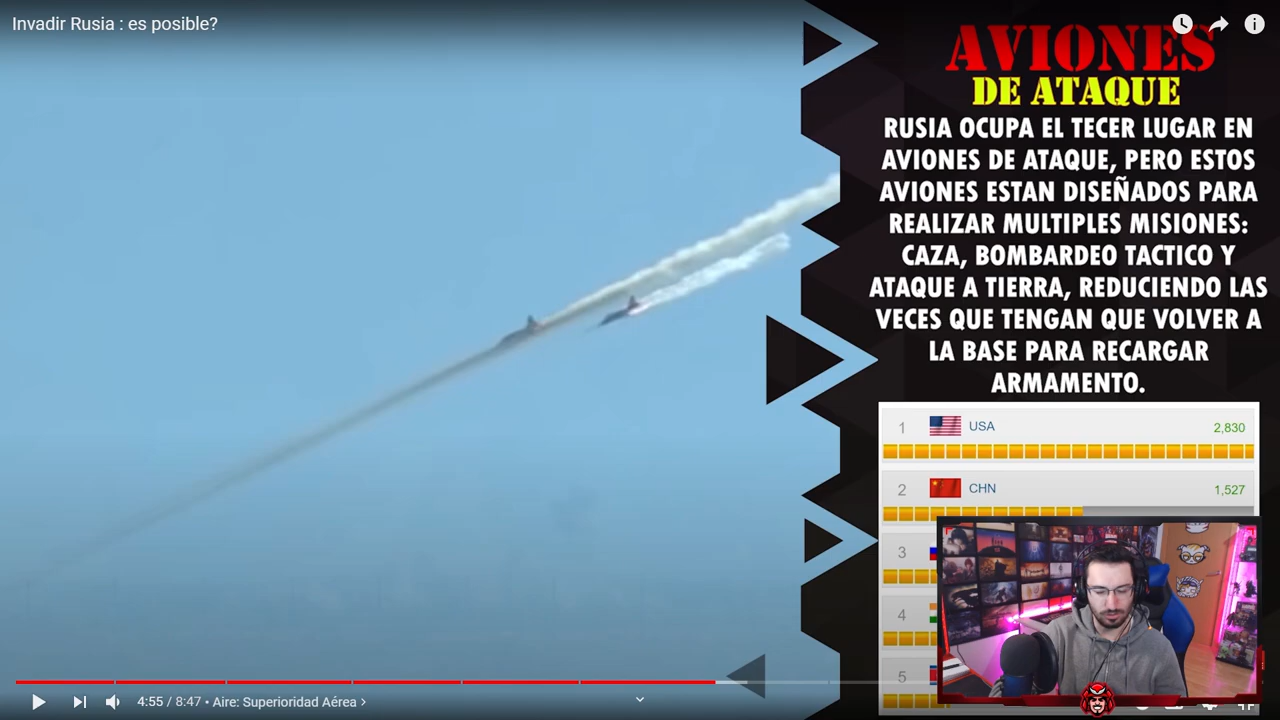 Invadir Rusia : es posible?
AVIONES
DE ATAQUE
RUSIA OCUPA EL TECER LUGAR EN
AVIONES DE ATAQUE, PERO ESTOS
AVIONES ESTAN DISEÑADOS PARA
REALIZAR MULTIPLES MISIONES:
CAZA, BOMBARDEO TACTICO Y
ATAQUE A TIERRA, REDUCIENDO LAS
VECES QUE TENGAN QUE VOLVER A
LA BASE PARA RECARGAR
ARMAMENTO.
1 USA 2,830
2 CHN 1,527
3
4
5
4:55 / 8:47 • Aire: Superioridad Aérea >